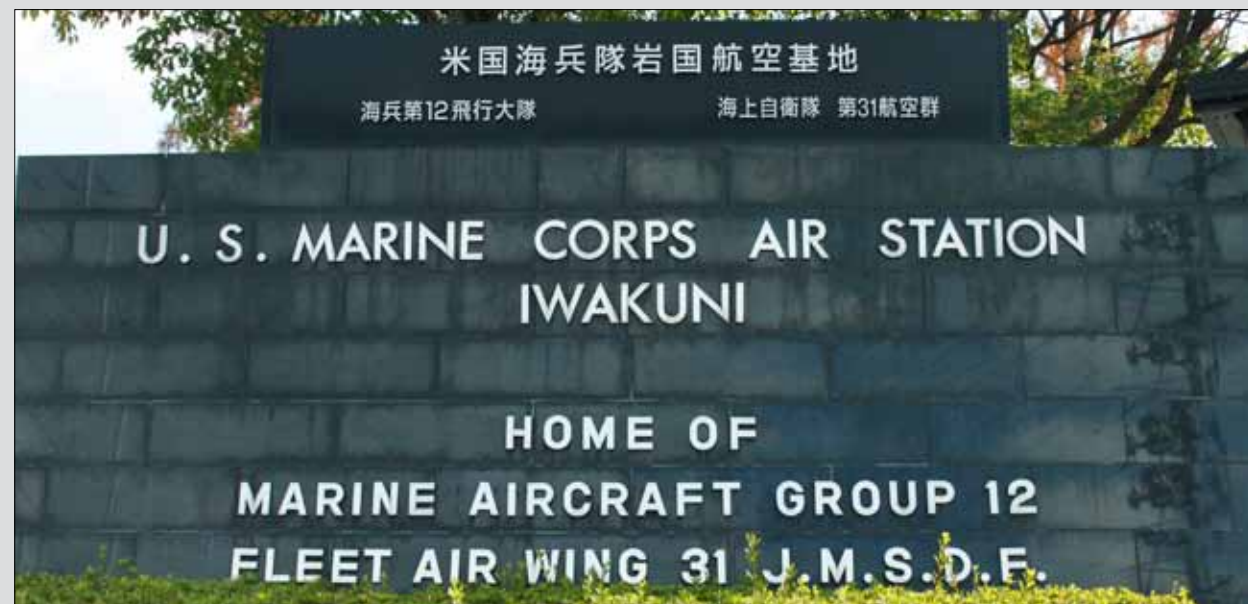 米国海兵隊岩国航空基地
海兵第12飛行大隊 海上自衛隊 第31航空群
U. S. MARINE CORPS AIR STATION
IWAKUNI
HOME OF
MARINE AIRCRAFT GROUP 12
FLEET AIR WING 31 J.M.S.D.F.